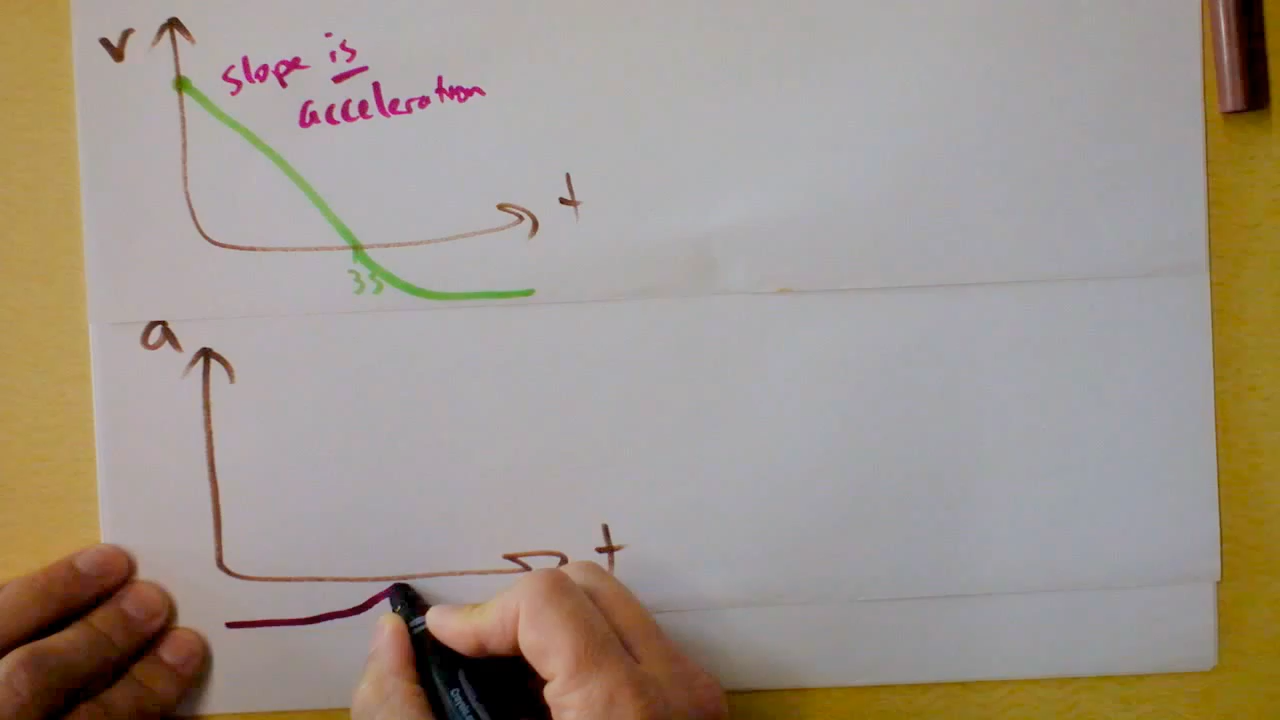 v
slope is
acceleration
t
3s
a
t